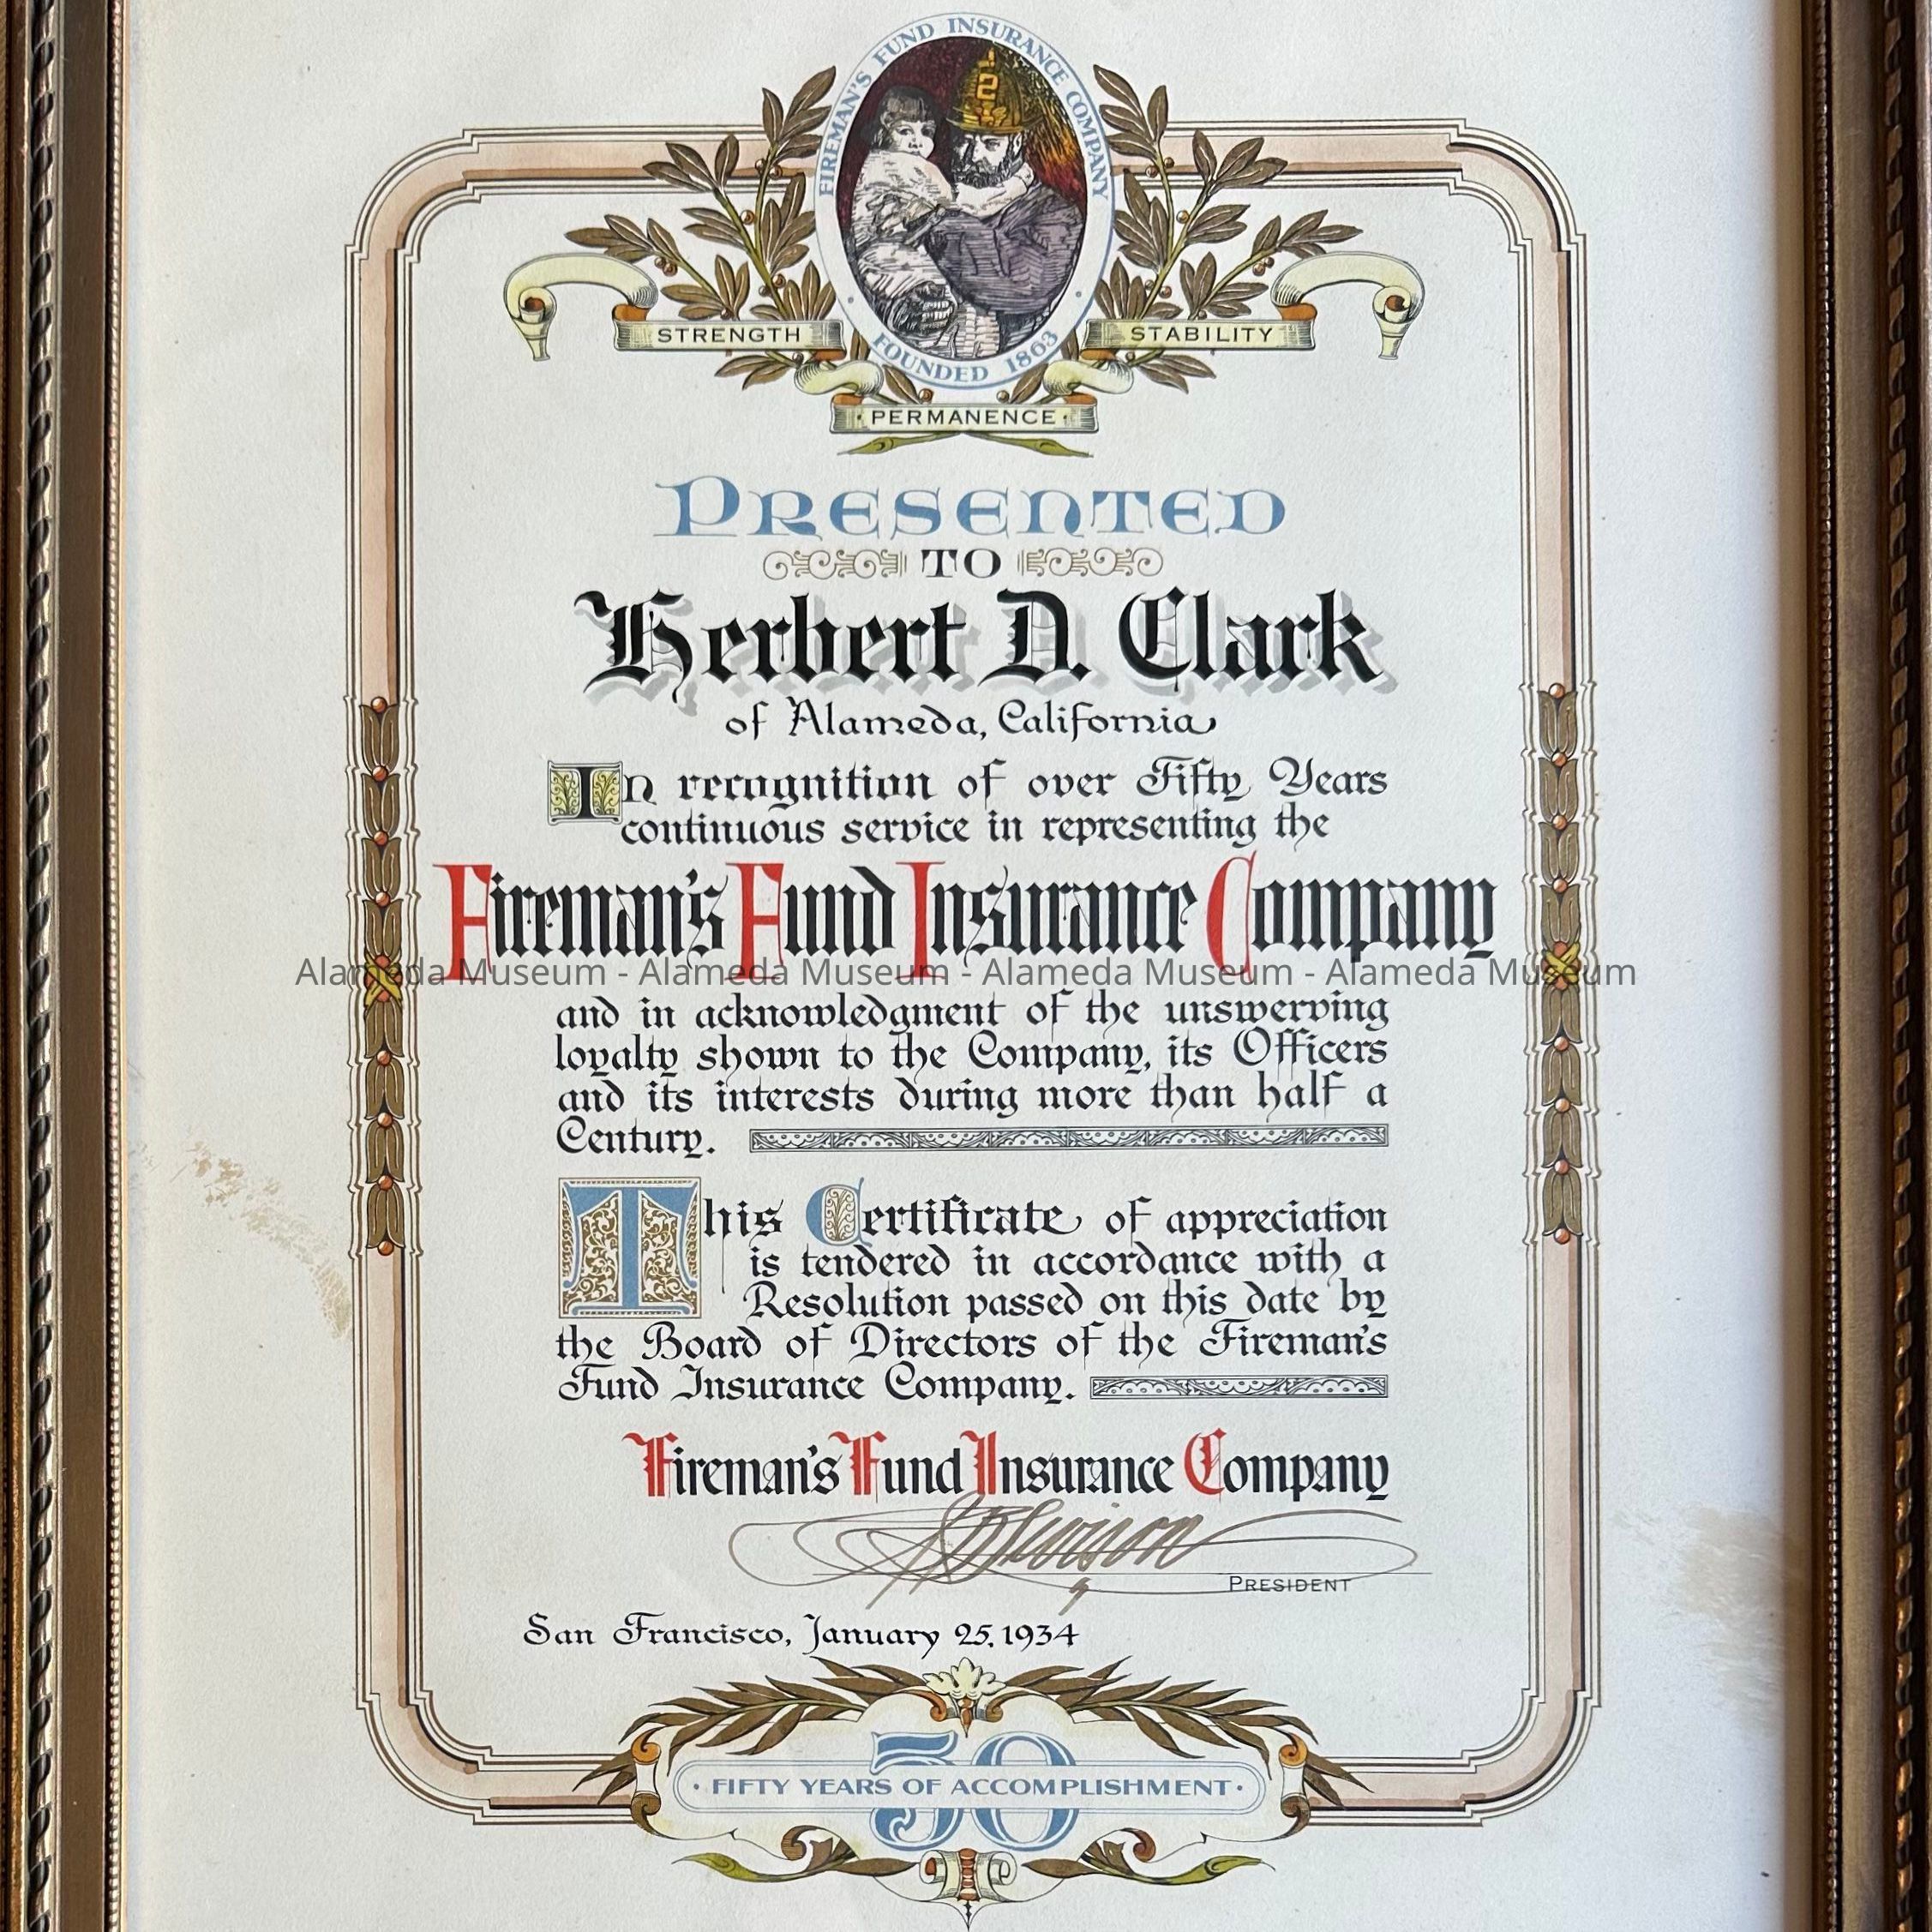 FIREMAN'S FUND INSURANCE COMPANY
2
FOUNDED 1863
STRENGTH
STABILITY
· PERMANENCE ·
PRESENTED
TO
Herbert D. Clark
of Alameda, California
In recognition of over Fifty Years
continuous service in representing the
Fireman's Fund Insurance Company
Alameda Museum - Alameda Museum - Alameda Museum - Alameda Museum
and in acknowledgment of the unswerving
loyalty shown to the Company, its Officers
and its interests during more than half a
Century.
This Certificate of appreciation
is tendered in accordance with a
Resolution passed on this date by
the Board of Directors of the Fireman's
Fund Insurance Company.
Fireman's Fund Insurance Company
PRESIDENT
San Francisco, January 25, 1934
50
· FIFTY YEARS OF ACCOMPLISHMENT ·